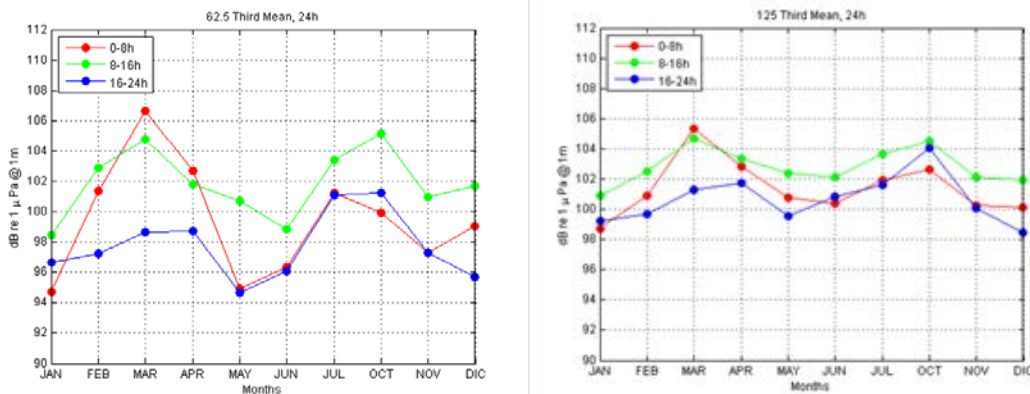 62.5 Third Mean, 24h
dB re 1 μ Pa @ 1m
112
110
108
106
104
102
100
98
96
94
92
90
0-8h
8-16h
16-24h
JAN FEB MAR APR MAY JUN JUL OCT NOV DIC
Months
125 Third Mean, 24h
dB re 1 μ Pa @ 1m
112
110
108
106
104
102
100
98
96
94
92
90
0-8h
8-16h
16-24h
JAN FEB MAR APR MAY JUN JUL OCT NOV DIC
Months